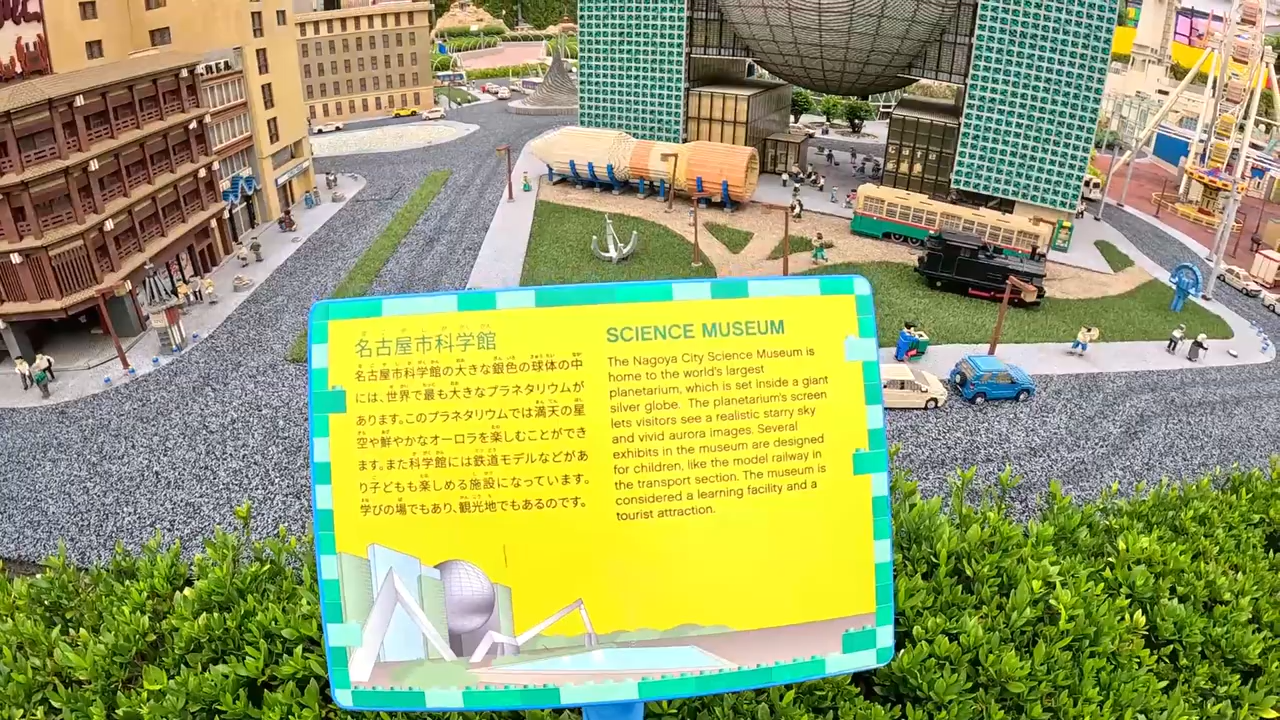 名古屋市科学館
名古屋市科学館の大きな銀色の球体の中
には、世界で最も大きなプラネタリウムが
あります。このプラネタリウムでは満天の星
空や鮮やかなオーロラを楽しむことができ
ます。また科学館には鉄道モデルなどがあ
り子どもも楽しめる施設になっています。
学びの場でもあり、観光地でもあるのです。
SCIENCE MUSEUM
The Nagoya City Science Museum is
home to the world's largest
planetarium, which is set inside a giant
silver globe. The planetarium's screen
lets visitors see a realistic starry sky
and vivid aurora images. Several
exhibits in the museum are designed
for children, like the model railway in
the transport section. The museum is
considered a learning facility and a
tourist attraction.